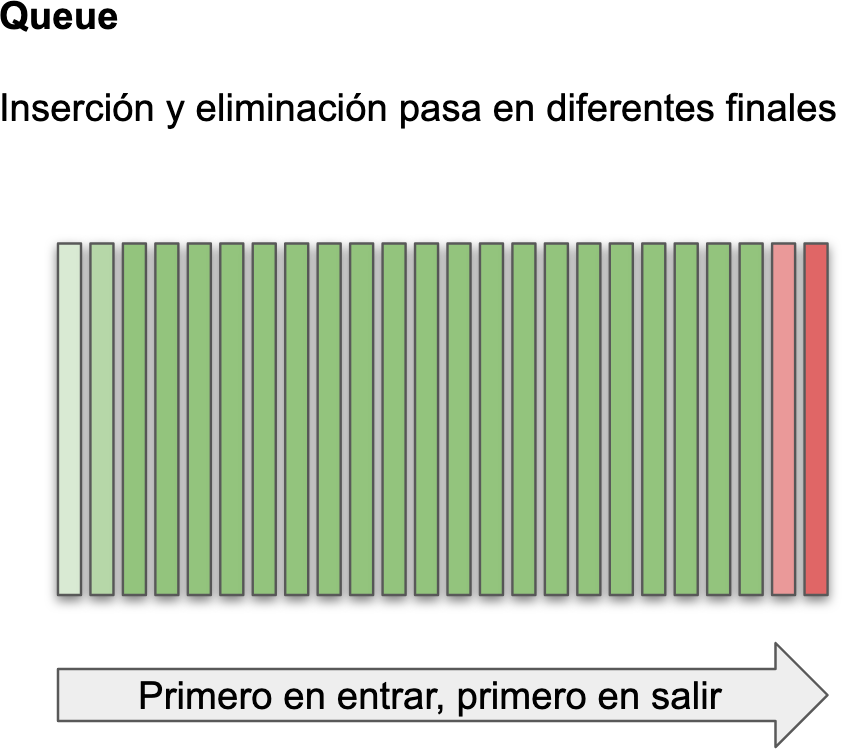 Queue
Inserción y eliminación pasa en diferentes finales
Primero en entrar, primero en salir